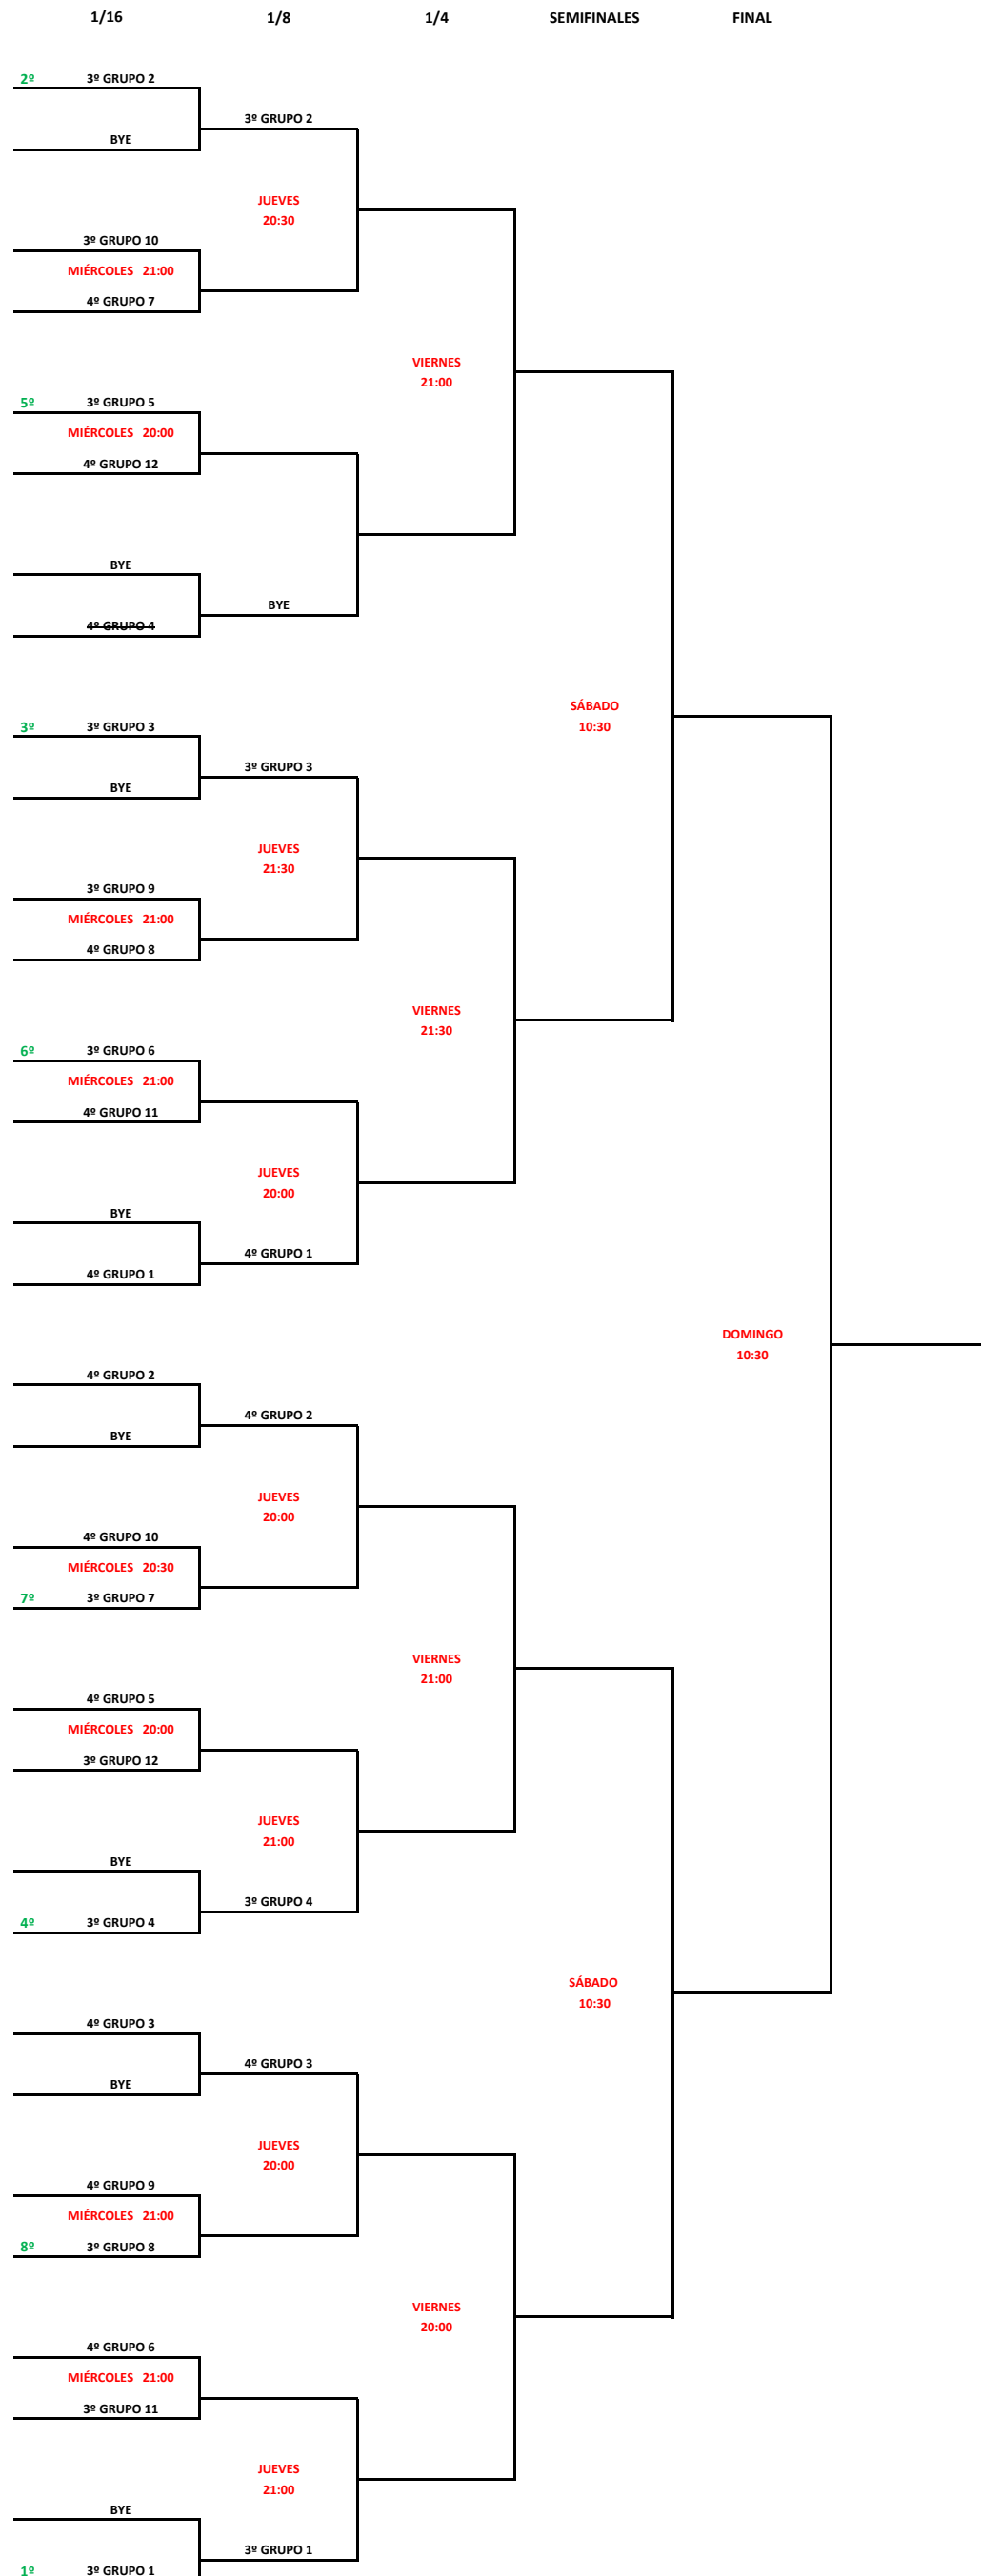 1/16 1/8 1/4 SEMIFINALES FINAL
2º 3º GRUPO 2
3º GRUPO 2
BYE
JUEVES
20:30
3º GRUPO 10
MIÉRCOLES 21:00
4º GRUPO 7
VIERNES
21:00
5º 3º GRUPO 5
MIÉRCOLES 20:00
4º GRUPO 12
BYE
BYE
4º GRUPO 4
SÁBADO
10:30
3º 3º GRUPO 3
3º GRUPO 3
BYE
JUEVES
21:30
3º GRUPO 9
MIÉRCOLES 21:00
4º GRUPO 8
VIERNES
21:30
6º 3º GRUPO 6
MIÉRCOLES 21:00
4º GRUPO 11
JUEVES
20:00
BYE
4º GRUPO 1
4º GRUPO 1
DOMINGO
10:30
4º GRUPO 2
4º GRUPO 2
BYE
JUEVES
20:00
4º GRUPO 10
MIÉRCOLES 20:30
7º 3º GRUPO 7
VIERNES
21:00
4º GRUPO 5
MIÉRCOLES 20:00
3º GRUPO 12
JUEVES
21:00
BYE
3º GRUPO 4
4º 3º GRUPO 4
SÁBADO
10:30
4º GRUPO 3
4º GRUPO 3
BYE
JUEVES
20:00
4º GRUPO 9
MIÉRCOLES 21:00
8º 3º GRUPO 8
VIERNES
20:00
4º GRUPO 6
MIÉRCOLES 21:00
3º GRUPO 11
JUEVES
21:00
BYE
3º GRUPO 1
1º 3º GRUPO 1